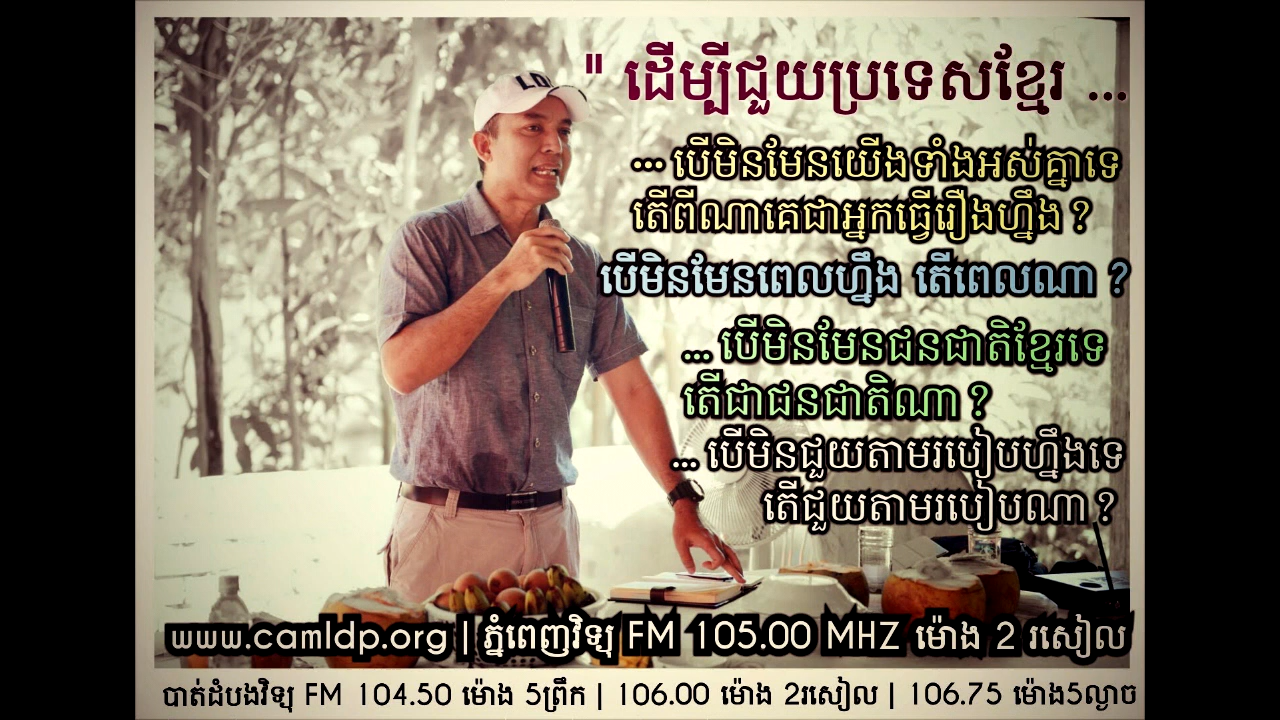 LD
" ដើម្បីជួយប្រទេសខ្មែរ ...
... បើមិនមែនយើងទាំងអស់គ្នាទេ
តើពីណាគេជាអ្នកធ្វើរឿងហ្នឹង ?
បើមិនមែនពេលហ្នឹង តើពេលណា ?
... បើមិនមែនជនជាតិខ្មែរទេ
តើជាជនជាតិណា ?
... បើមិនជួយតាមរបៀបហ្នឹងទេ
តើជួយតាមរបៀបណា ?
www.camldp.org | ភ្នំពេញវិទ្យុ FM 105.00 MHZ ម៉ោង 2 រសៀល
បាត់ដំបងវិទ្យុ FM 104.50 ម៉ោង 5ព្រឹក | 106.00 ម៉ោង 2រសៀល | 106.75 ម៉ោង5ល្ងាច